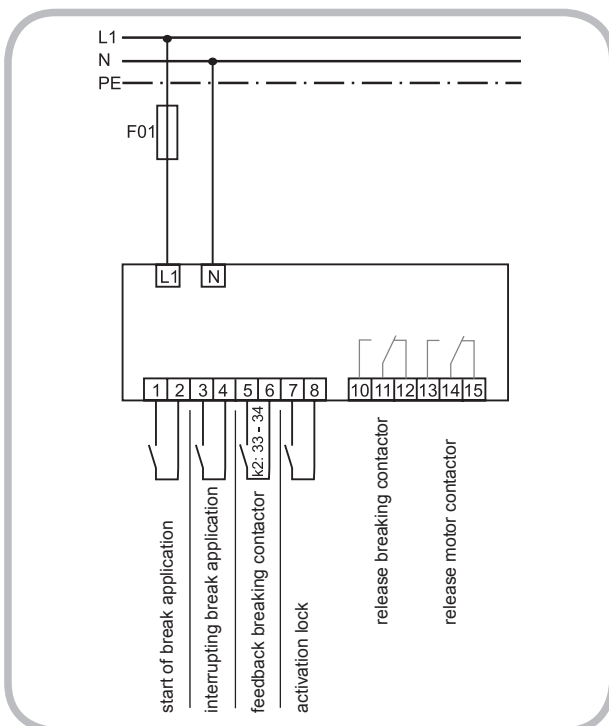 L1
N
PE
F01
L1 N
1 2 3 4 5 6 7 8 10 11 12 13 14 15
start of break application
interrupting break application
feedback breaking contactor
k2: 33 - 34
activation lock
release breaking contactor
release motor contactor